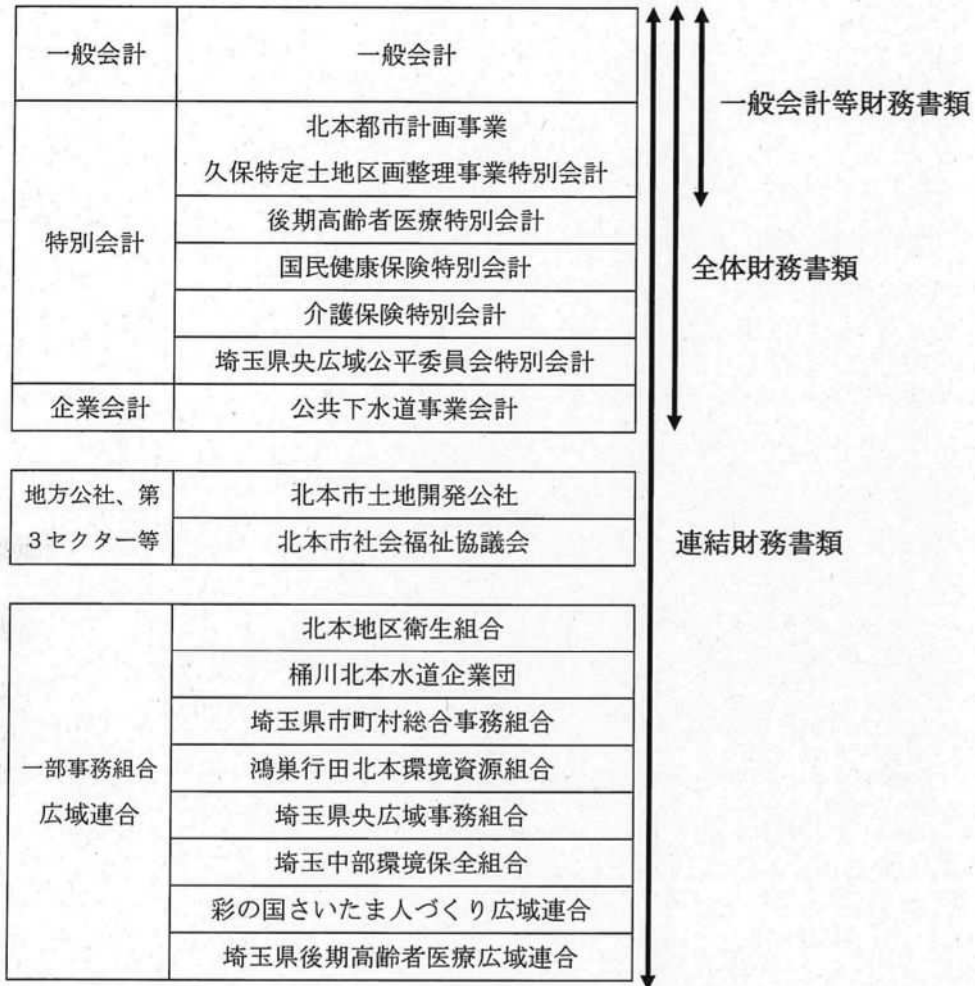 一般会計
一般会計
一般会計等財務書類
特別会計
北本都市計画事業
久保特定土地区画整理事業特別会計
後期高齢者医療特別会計
国民健康保険特別会計
介護保険特別会計
埼玉県央広域公平委員会特別会計
全体財務書類
企業会計
公共下水道事業会計
地方公社、第
3セクター等
北本市土地開発公社
北本市社会福祉協議会
連結財務書類
一部事務組合
広域連合
北本地区衛生組合
桶川北本水道企業団
埼玉県市町村総合事務組合
鴻巣行田北本環境資源組合
埼玉県央広域事務組合
埼玉中部環境保全組合
彩の国さいたま人づくり広域連合
埼玉県後期高齢者医療広域連合